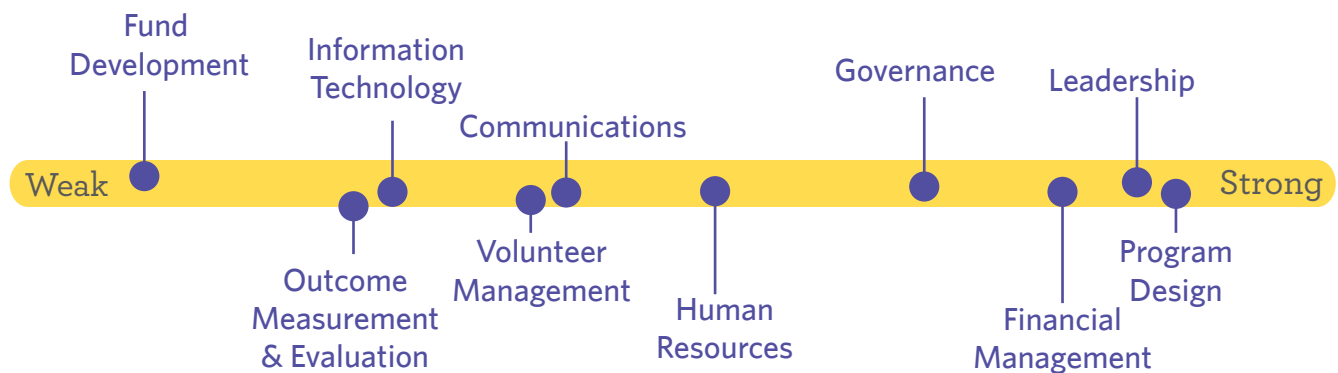 Fund
Development
Information
Technology
Communications
Governance
Leadership
Weak
Strong
Outcome
Measurement
& Evaluation
Volunteer
Management
Human
Resources
Financial
Management
Program
Design